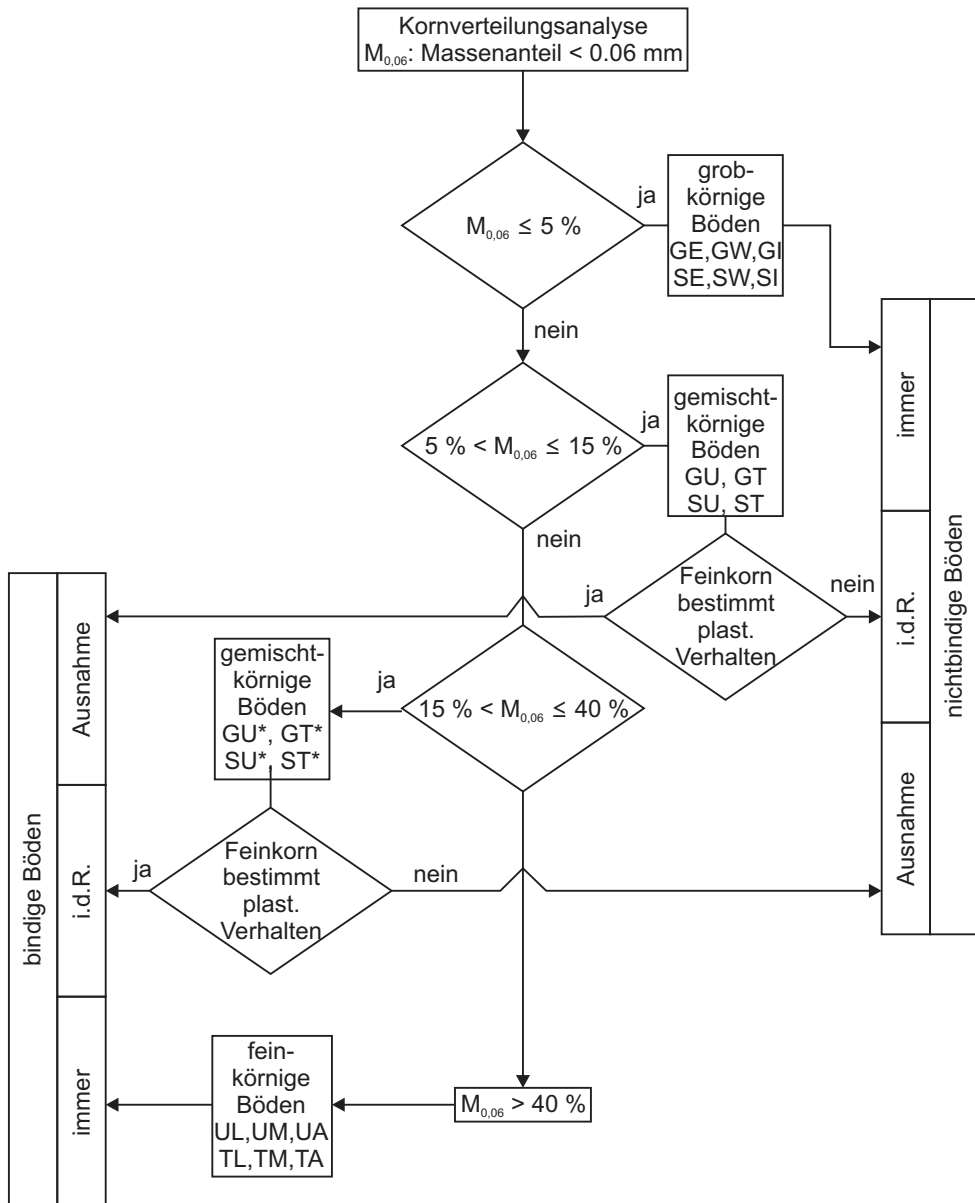 Kornverteilungsanalyse
M0,06: Massenanteil < 0.06 mm
M0,06 ≤ 5 %
ja
grob-
körnige
Böden
GE,GW,GI
SE,SW,SI
nein
5 % < M0,06 ≤ 15 %
ja
gemischt-
körnige
Böden
GU, GT
SU, ST
nein
Feinkorn
bestimmt
plast.
Verhalten
ja
nein
immer
i.d.R.
Ausnahme
nichtbindige Böden
15 % < M0,06 ≤ 40 %
ja
gemischt-
körnige
Böden
GU*, GT*
SU*, ST*
Feinkorn
bestimmt
plast.
Verhalten
ja
nein
Ausnahme
i.d.R.
immer
bindige Böden
M0,06 > 40 %
fein-
körnige
Böden
UL,UM,UA
TL,TM,TA